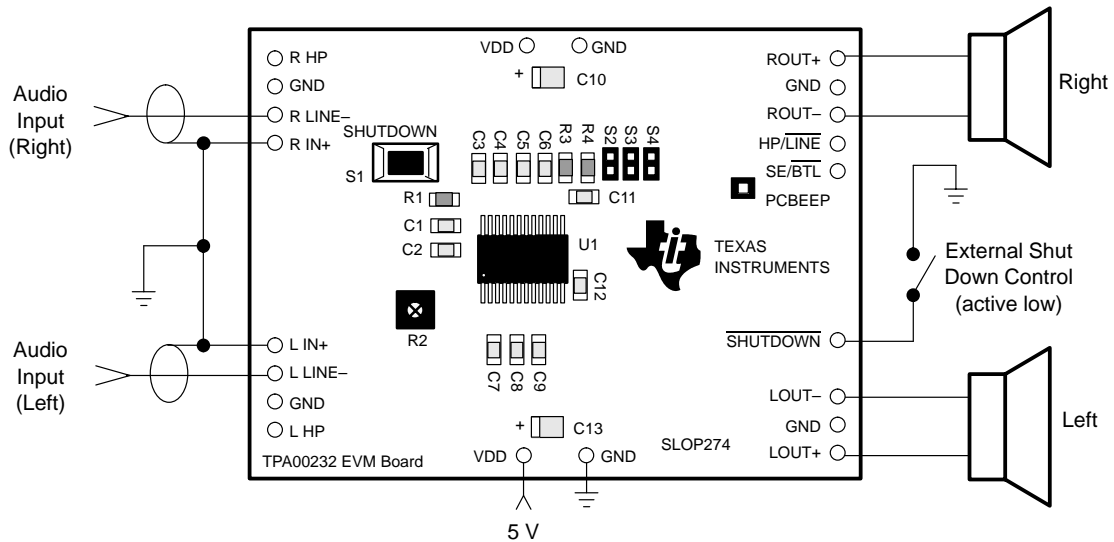 VDD
GND
R HP
GND
R LINE–
R IN+
Audio
Input
(Right)
SHUTDOWN
S1
+
C10
C3
C4
C5
C6
R3
R4
S2
S3
S4
ROUT+
GND
ROUT–
HP/LINE
SE/BTL
PCBEEP
Right
R1
C1
C2
C11
U1
C12
TEXAS
INSTRUMENTS
External Shut
Down Control
(active low)
R2
SHUTDOWN
Audio
Input
(Left)
L IN+
L LINE–
GND
L HP
C7
C8
C9
+
C13
LOUT–
GND
LOUT+
Left
SLOP274
TPA00232 EVM Board
VDD
GND
5 V